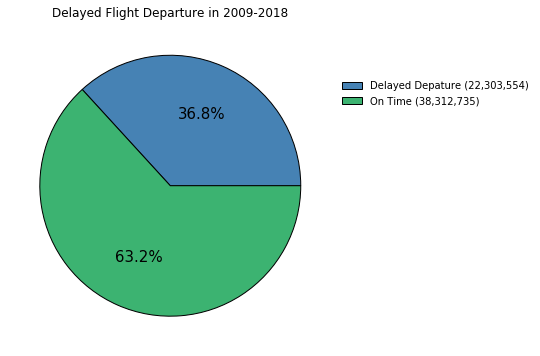 Delayed Flight Departure in 2009-2018
36.8%
63.2%
Delayed Depature (22,303,554)
On Time (38,312,735)